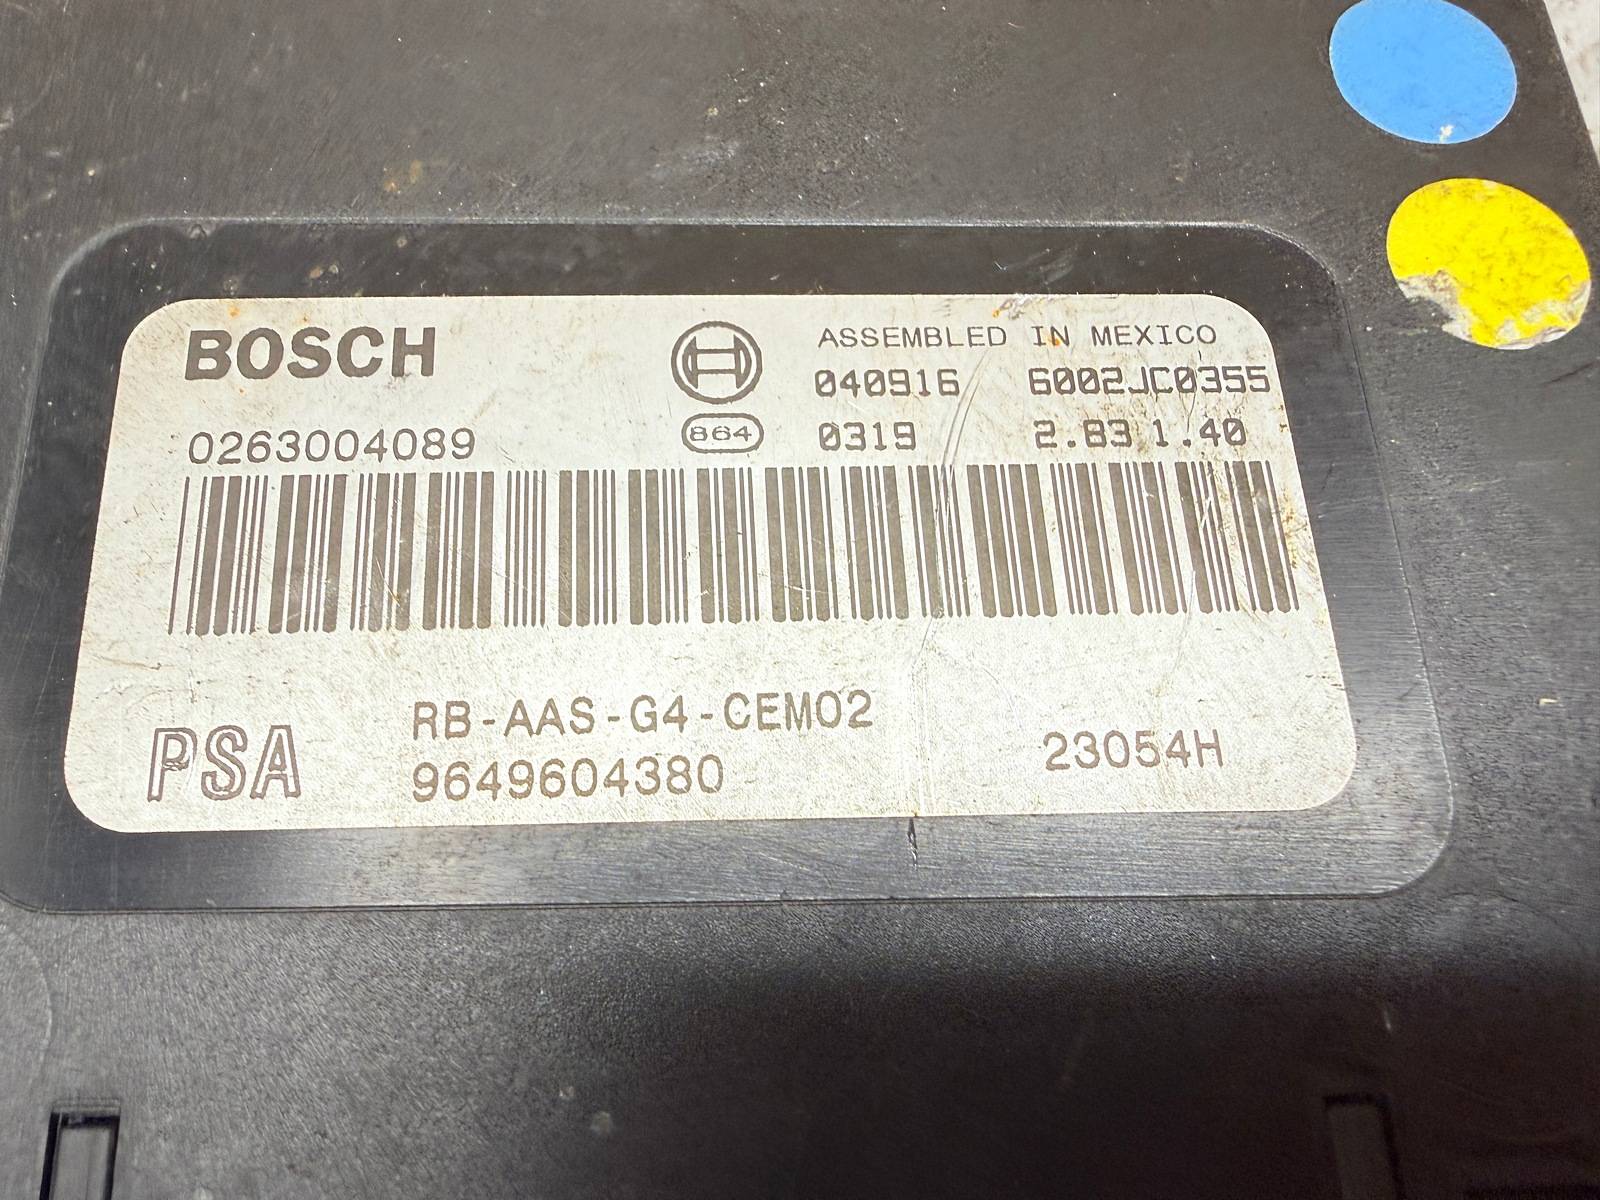 BOSCH
ASSEMBLED IN MEXICO
040916 6002JC0355
0263004089
864
0319 2.83 1.40
RB-AAS-G4-CEM02
PSA
9649604380
23054H